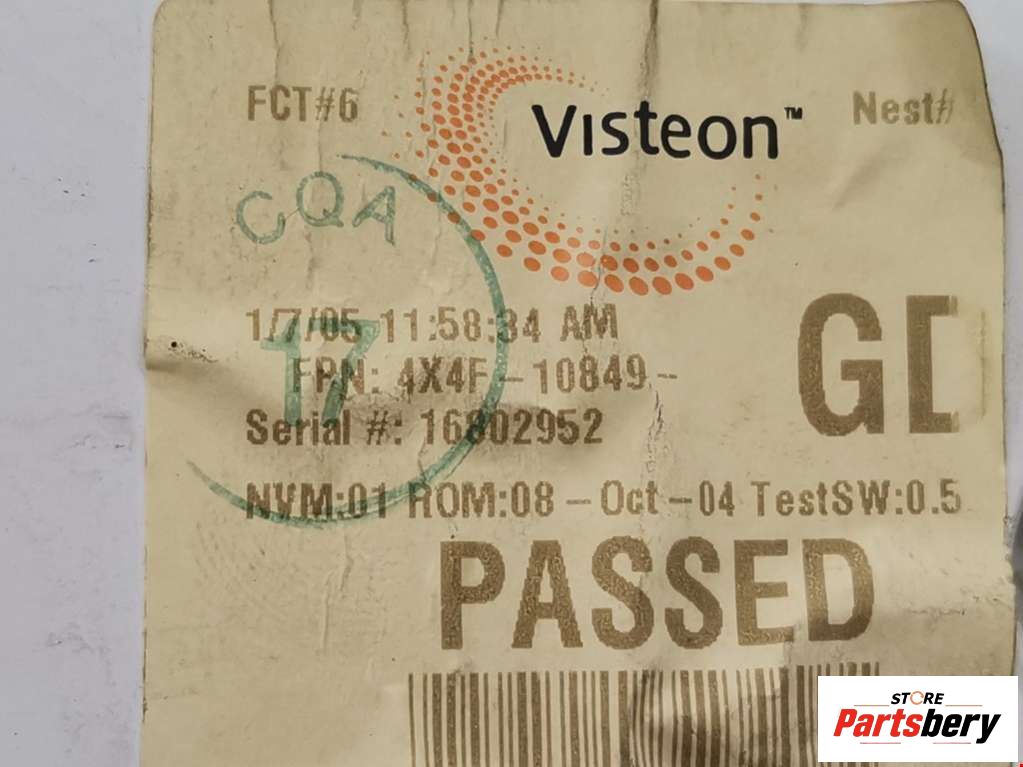 FCT#6
Visteon™
Nest#
CQA
1/7/05 11:58:34 AM
17
FPN: 4X4F-10849-
GD
Serial #: 16802952
NVM:01 ROM:08-Oct-04 TestSW:0.5
PASSED
STORE
Partsbery